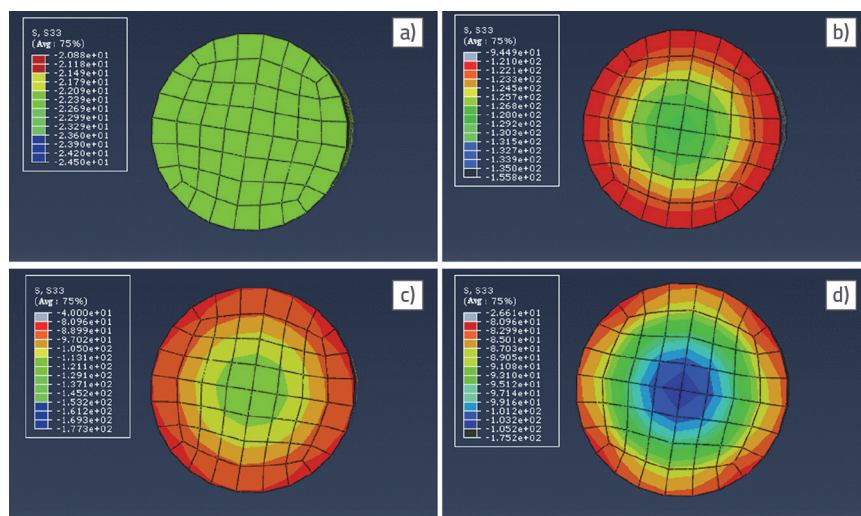 S, S33
(Avg: 75%)
-2.088e+01
-2.118e+01
-2.149e+01
-2.179e+01
-2.209e+01
-2.239e+01
-2.269e+01
-2.299e+01
-2.329e+01
-2.360e+01
-2.390e+01
-2.420e+01
-2.450e+01
a)
S, S33
(Avg: 75%)
-9.449e+01
-1.210e+02
-1.221e+02
-1.233e+02
-1.245e+02
-1.257e+02
-1.268e+02
-1.280e+02
-1.292e+02
-1.303e+02
-1.315e+02
-1.327e+02
-1.339e+02
-1.350e+02
-1.558e+02
b)
S, S33
(Avg: 75%)
-4.000e+01
-8.096e+01
-8.899e+01
-9.702e+01
-1.050e+02
-1.131e+02
-1.211e+02
-1.291e+02
-1.371e+02
-1.452e+02
-1.532e+02
-1.612e+02
-1.693e+02
-1.773e+02
c)
S, S33
(Avg: 75%)
-2.661e+01
-8.096e+01
-8.299e+01
-8.501e+01
-8.703e+01
-8.905e+01
-9.108e+01
-9.310e+01
-9.512e+01
-9.714e+01
-9.916e+01
-1.012e+02
-1.032e+02
-1.052e+02
-1.752e+02
d)